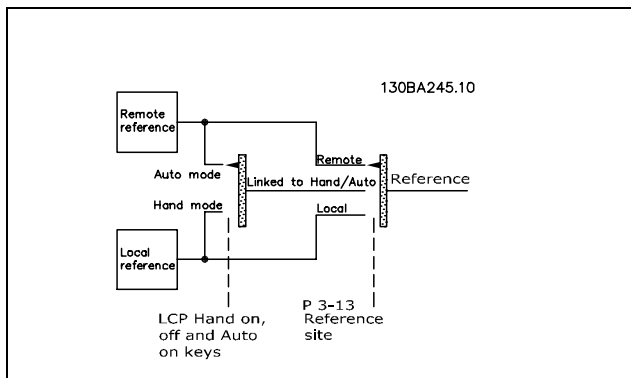 130BA245.10
Remote
reference
Remote
Auto mode
Linked to Hand/Auto
Reference
Hand mode
Local
Local
reference
LCP Hand on,
off and Auto
on keys
P 3-13
Reference
site